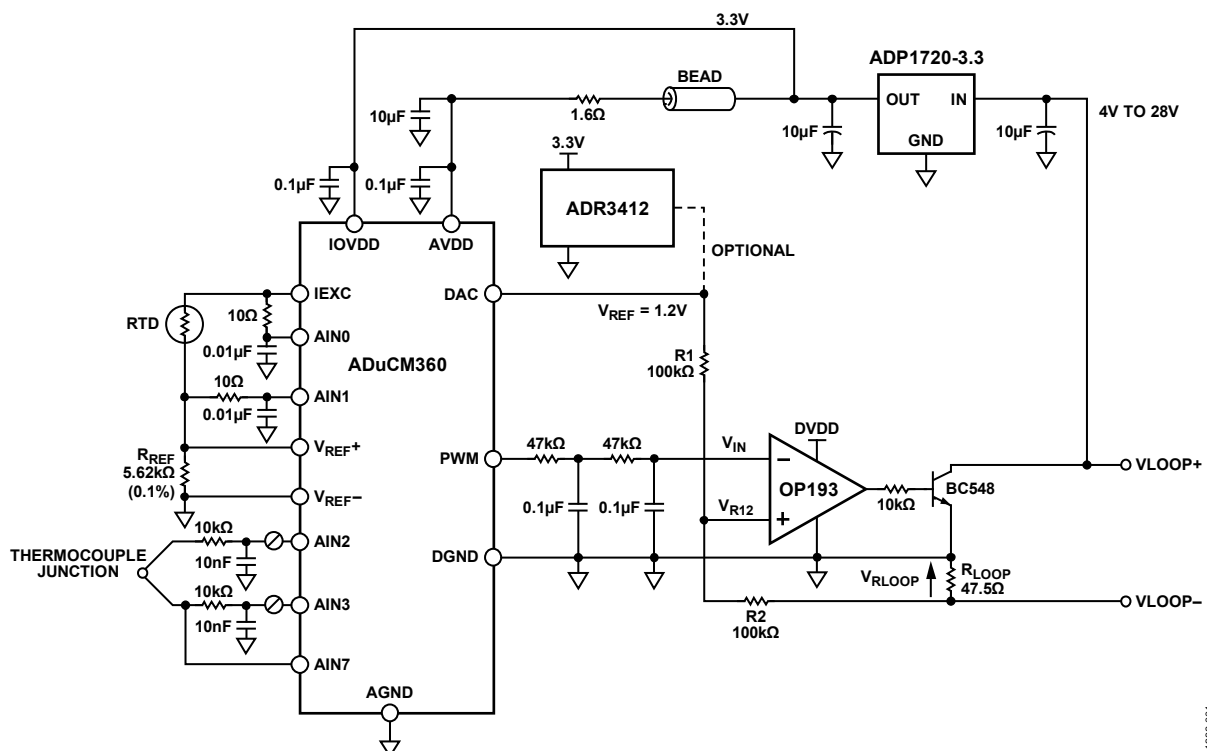 3.3V
ADP1720-3.3
BEAD
OUT
IN
GND
10µF
1.6Ω
10µF
10µF
4V TO 28V
3.3V
0.1µF
0.1µF
ADR3412
OPTIONAL
IOVDD
AVDD
IEXC
DAC
VREF = 1.2V
RTD
10Ω
AIN0
0.01µF
ADuCM360
R1
100kΩ
10Ω
AIN1
0.01µF
VREF+
RREF
5.62kΩ
(0.1%)
PWM
47kΩ
47kΩ
VIN
DVDD
VLOOP+
OP193
BC548
10kΩ
VREF–
0.1µF
0.1µF
VR12
10kΩ
AIN2
THERMOCOUPLE
JUNCTION
10nF
DGND
VRLOOP
RLOOP
47.5Ω
10kΩ
AIN3
10nF
R2
100kΩ
VLOOP–
AIN7
AGND